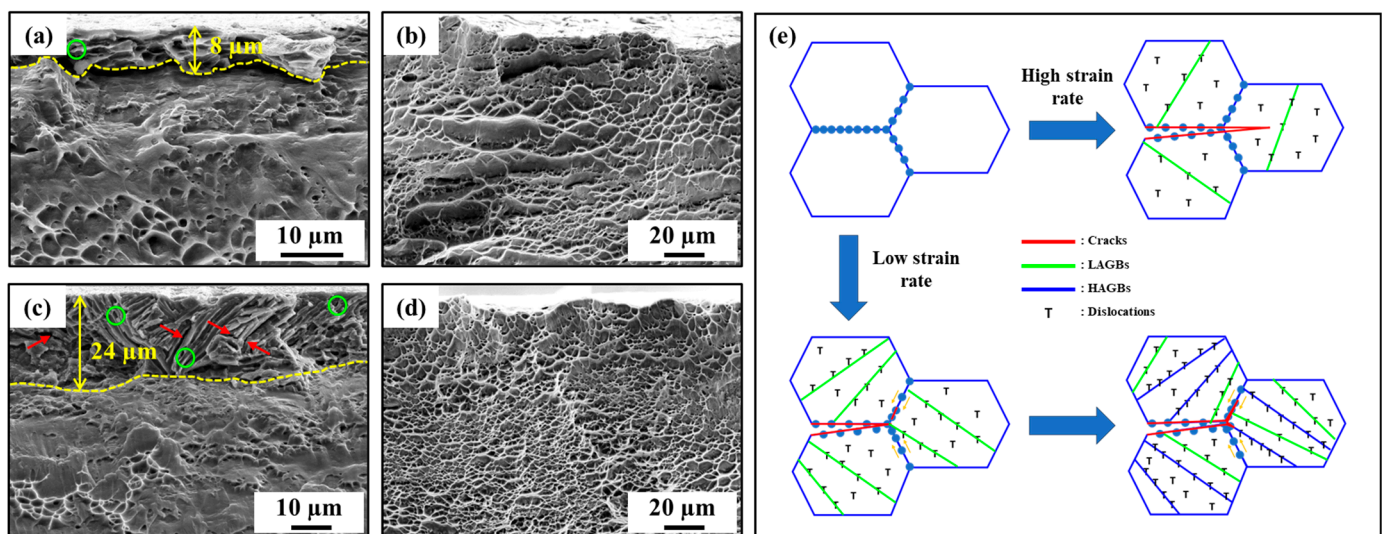 (a)
8 μm
10 μm
(b)
20 μm
(c)
24 μm
10 μm
(d)
20 μm
(e)
High strain
rate
Low strain
rate
: Cracks
: LAGBs
: HAGBs
T : Dislocations